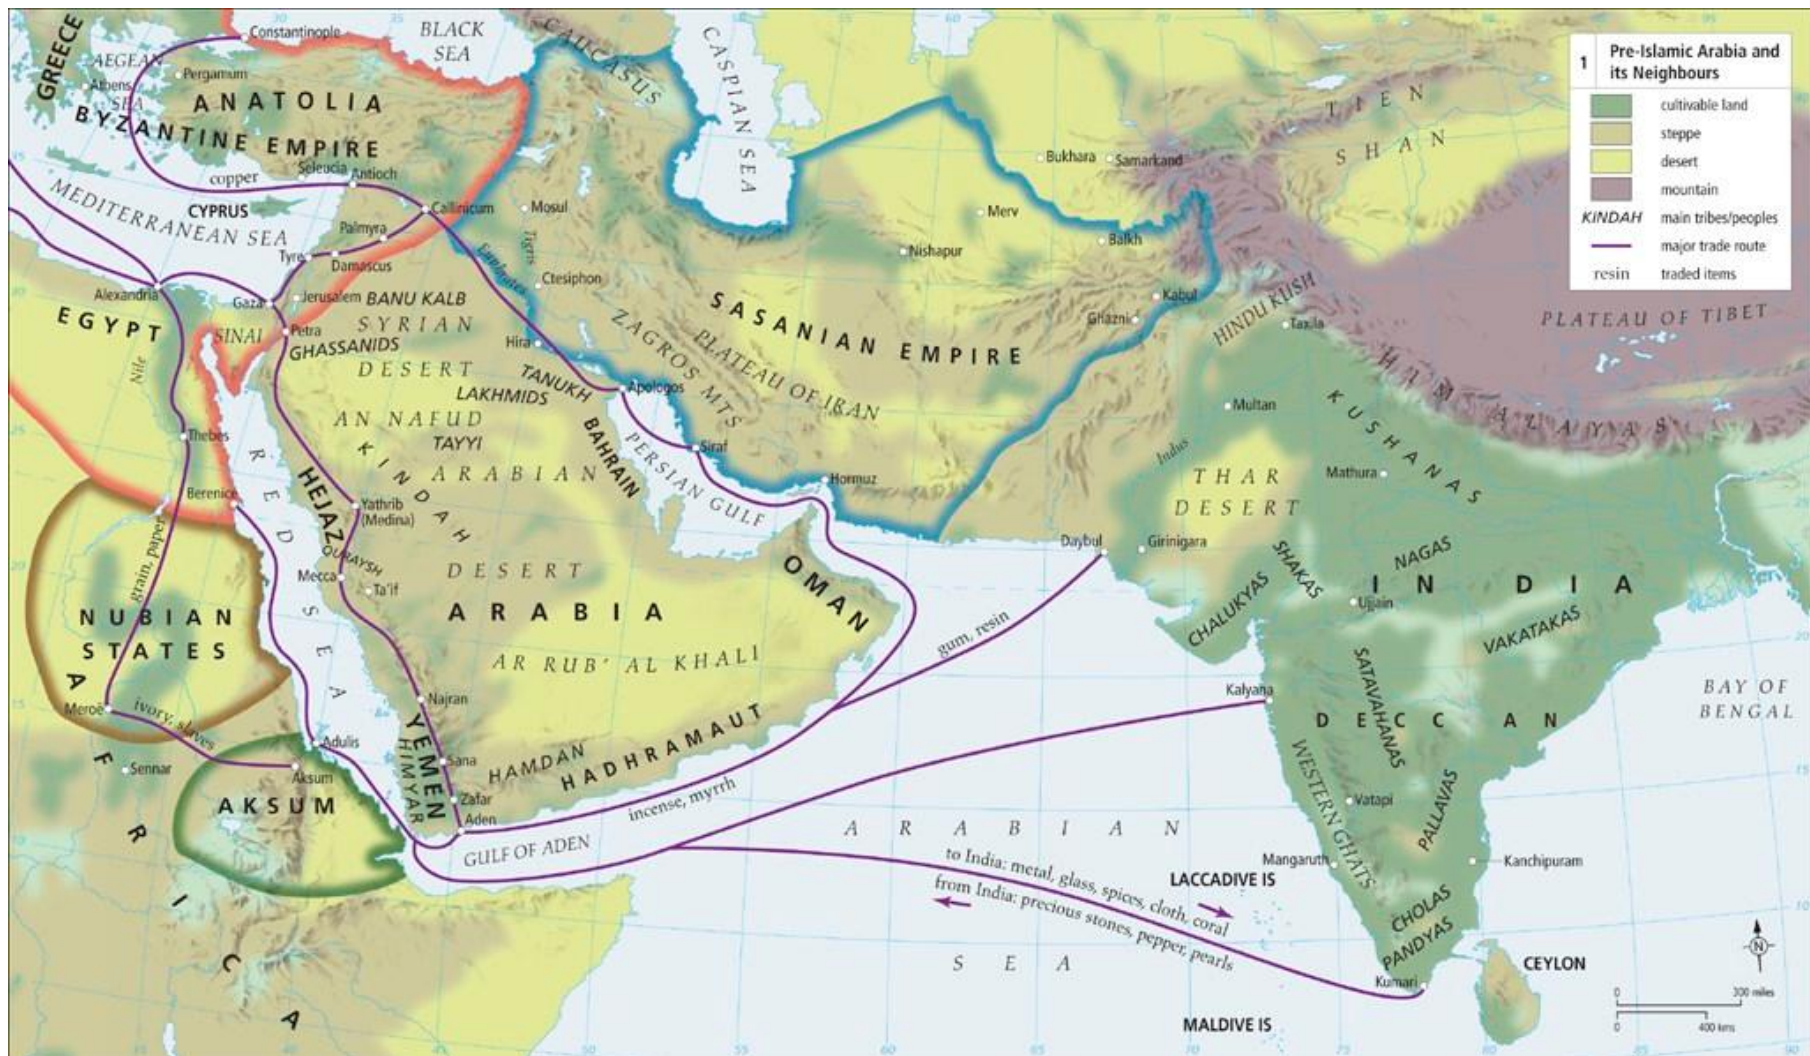 1
Pre-Islamic Arabia and
its Neighbours
cultivable land
steppe
desert
mountain
KINDAH main tribes/peoples
major trade route
resin traded items
GREECE
AEGEAN
SEA
Athens
Constantinople
Pergamum
BLACK
SEA
CAUCASUS
CASPIAN SEA
ANATOLIA
BYZANTINE EMPIRE
Seleucia
Antioch
copper
CYPRUS
MEDITERRANEAN SEA
Callinicum
Mosul
Tigris
Euphrates
Palmyra
Tyre
Damascus
Ctesiphon
Alexandria
Gaza
Jerusalem
BANU KALB
SYRIAN
DESERT
EGYPT
SINAI
Petra
GHASSANIDS
Nile
Hira
TANUKH
LAKHMIDS
Apologos
ZAGROS MTS
PLATEAU OF IRAN
SASANIAN EMPIRE
Bukhara
Samarkand
Merv
Nishapur
Balkh
Kabul
Ghazni
HINDU KUSH
Taxila
TIEN
SHAN
PLATEAU OF TIBET
HIMALAYAS
AN NAFUD
TAYYI
KINDAH
ARABIAN
DESERT
BAHRAIN
PERSIAN GULF
Siraf
Hormuz
Thebes
Berenice
RED SEA
HEJAZ
Yathrib
(Medina)
QURAYSH
Mecca
Ta'if
ARABIA
OMAN
AR RUB' AL KHALI
grain, paper
NUBIAN
STATES
AFRICA
Meroë
ivory, slaves
Sennar
Adulis
Aksum
AKSUM
Najran
YEMEN
HIMYAR
Sana
Zafar
Aden
HAMDAN
HADHRAMAUT
GULF OF ADEN
incense, myrrh
gum, resin
Multan
Indus
KUSHANAS
THAR
DESERT
Mathura
Daybul
Girinigara
SHAKAS
NAGAS
INDIA
CHALUKYAS
Ujjain
VAKATAKAS
SATAVAHANAS
Kalyana
DECCAN
BAY OF
BENGAL
WESTERN GHATS
Vatapi
PALLAVAS
Mangaruth
Kanchipuram
CHOLAS
PANDYAS
Kumari
CEYLON
ARABIAN
SEA
to India: metal, glass, spices, cloth, coral
from India: precious stones, pepper, pearls
LACCADIVE IS
MALDIVE IS
N
0 300 miles
0 400 kms